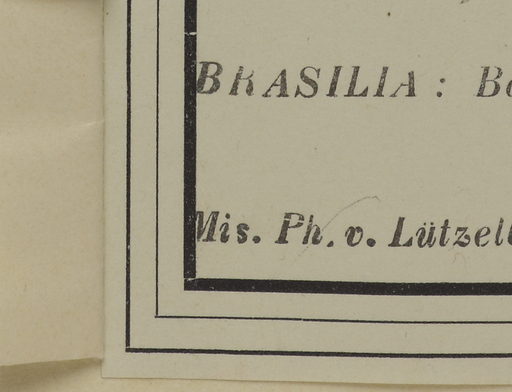 BRASILIA : B
Mis. Ph. v. Lützel